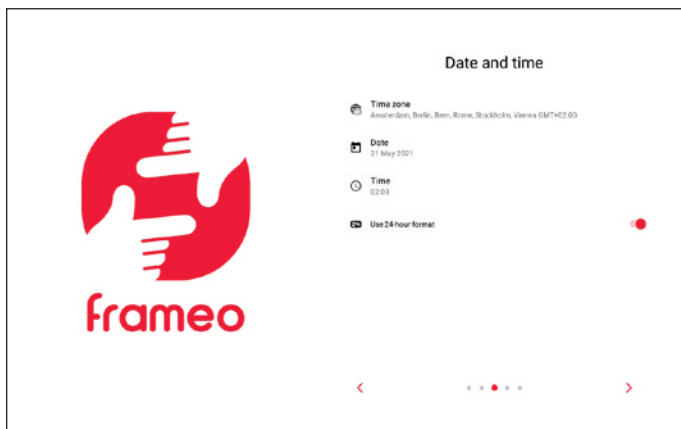 frameo
Date and time
Time zone
Amsterdam, Berlin, Bern, Rome, Stockholm, Vienna GMT+02:00
Date
21 May 2021
Time
02:03
Use 24-hour format